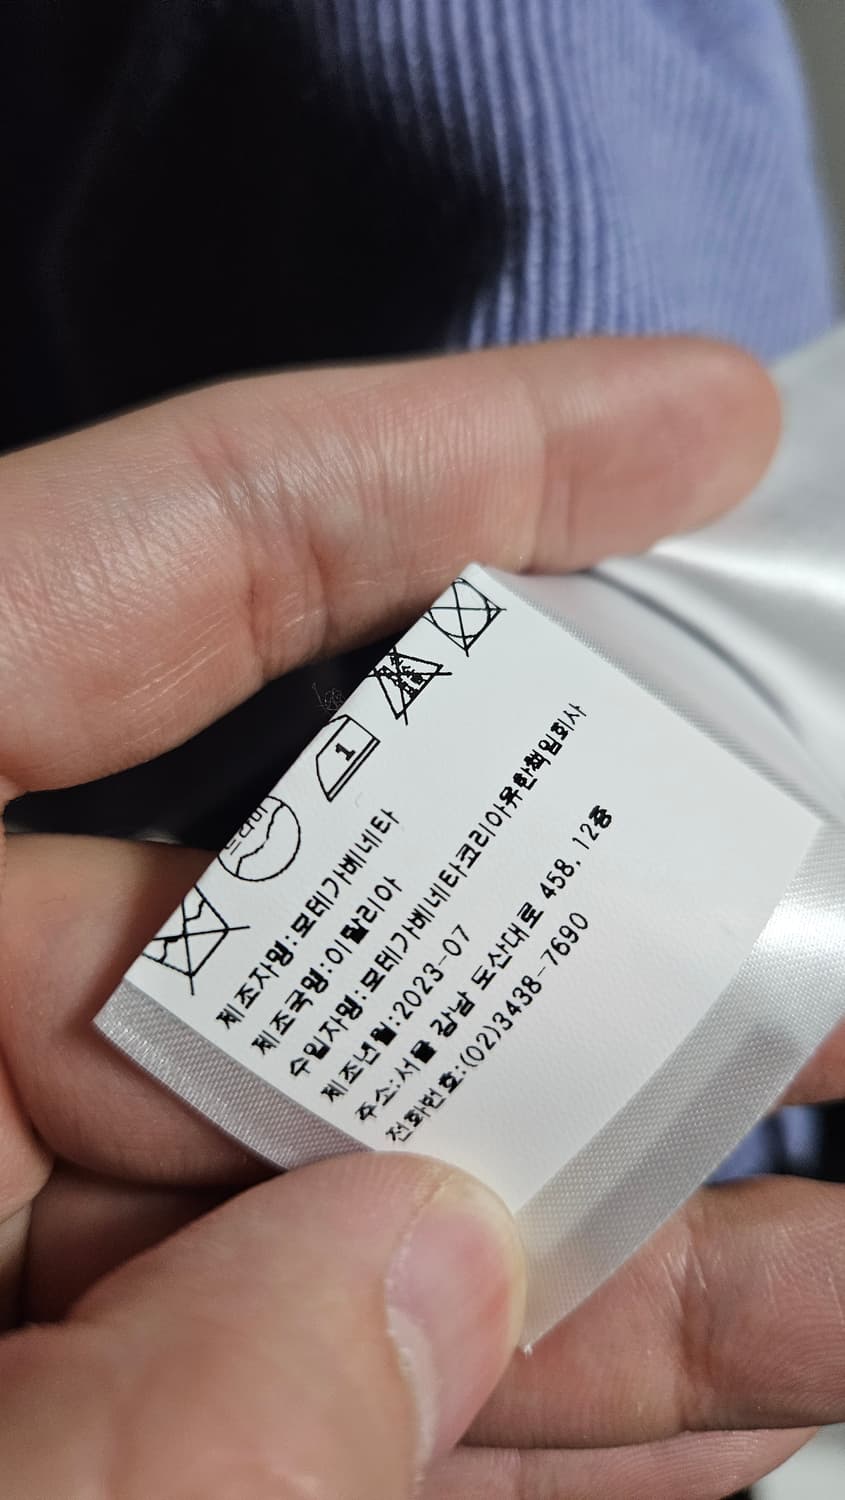 1
드라이
제조자명:보테가베네타
제조국명:이탈리아
수입자명:보테가베네타코리아유한책임회사
제조년월:2023-07
주소:서울 강남 도산대로 458, 12층
전화번호:(02)3438-7690